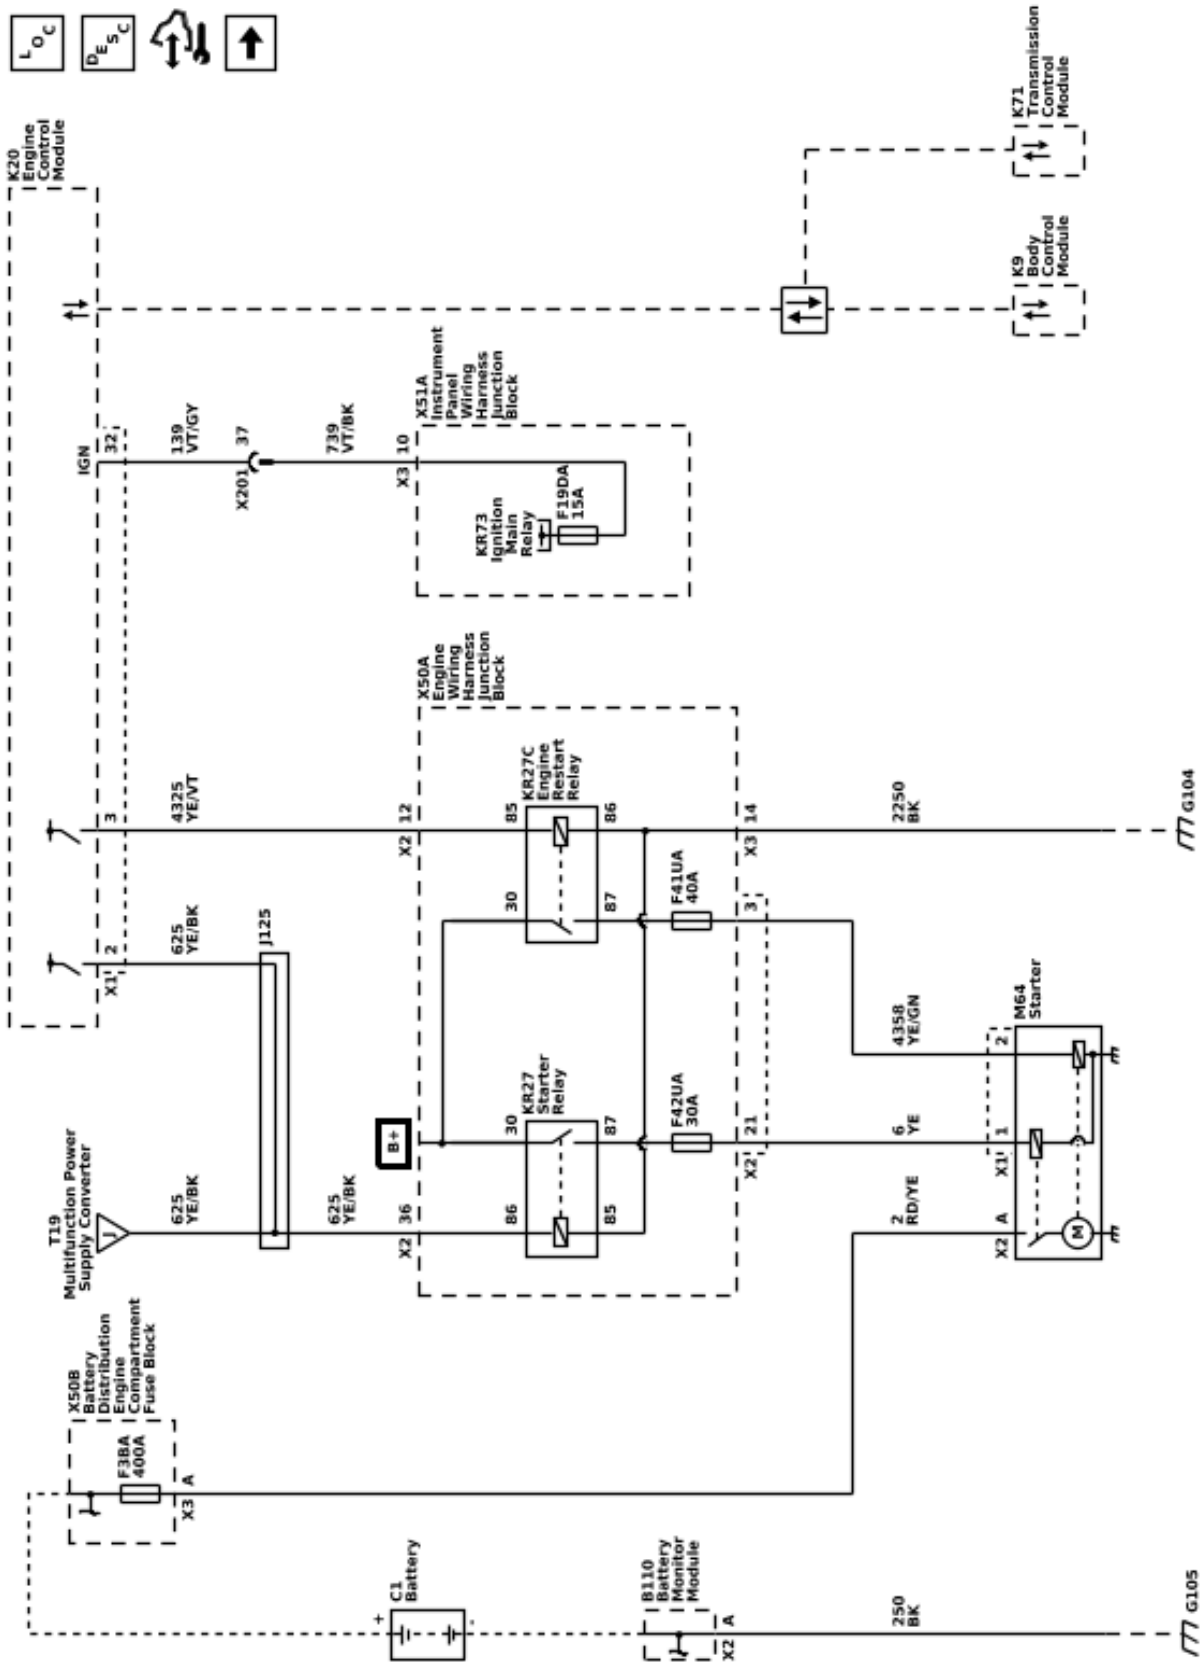 L O C
D E S C
C1
Battery
B110
Battery
Monitor
Module
X2 A
250
BK
G105
X50B
Battery
Distribution
Engine
Compartment
Fuse Block
F3BA
400A
X3 A
T19
Multifunction Power
Supply Converter
J
625
YE/BK
J125
625
YE/BK
X2 36
B+
K20
Engine
Control
Module
X1 2
625
YE/BK
3
4325
YE/VT
X2 12
IGN
32
139
VT/GY
X201 37
739
VT/BK
X3 10
X50A
Engine
Wiring
Harness
Junction
Block
KR27
Starter
Relay
86
30
85
87
F42UA
30A
KR27C
Engine
Restart
Relay
30
85
87
86
F41UA
40A
X2 21
3
X3 14
2250
BK
G104
X51A
Instrument
Panel
Wiring
Harness
Junction
Block
KR73
Ignition
Main
Relay
F19DA
15A
2
RD/YE
6
YE
4358
YE/GN
X2 A
X1 1
2
M64
Starter
M
+
-
K9
Body
Control
Module
K71
Transmission
Control
Module